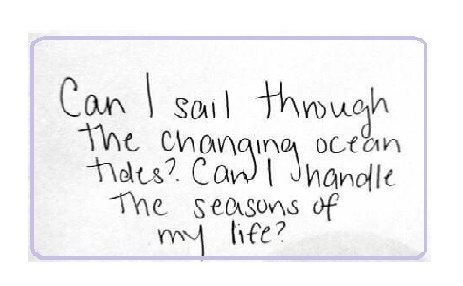 Can I sail through
the changing ocean
tides? Can I handle
the seasons of
my life?